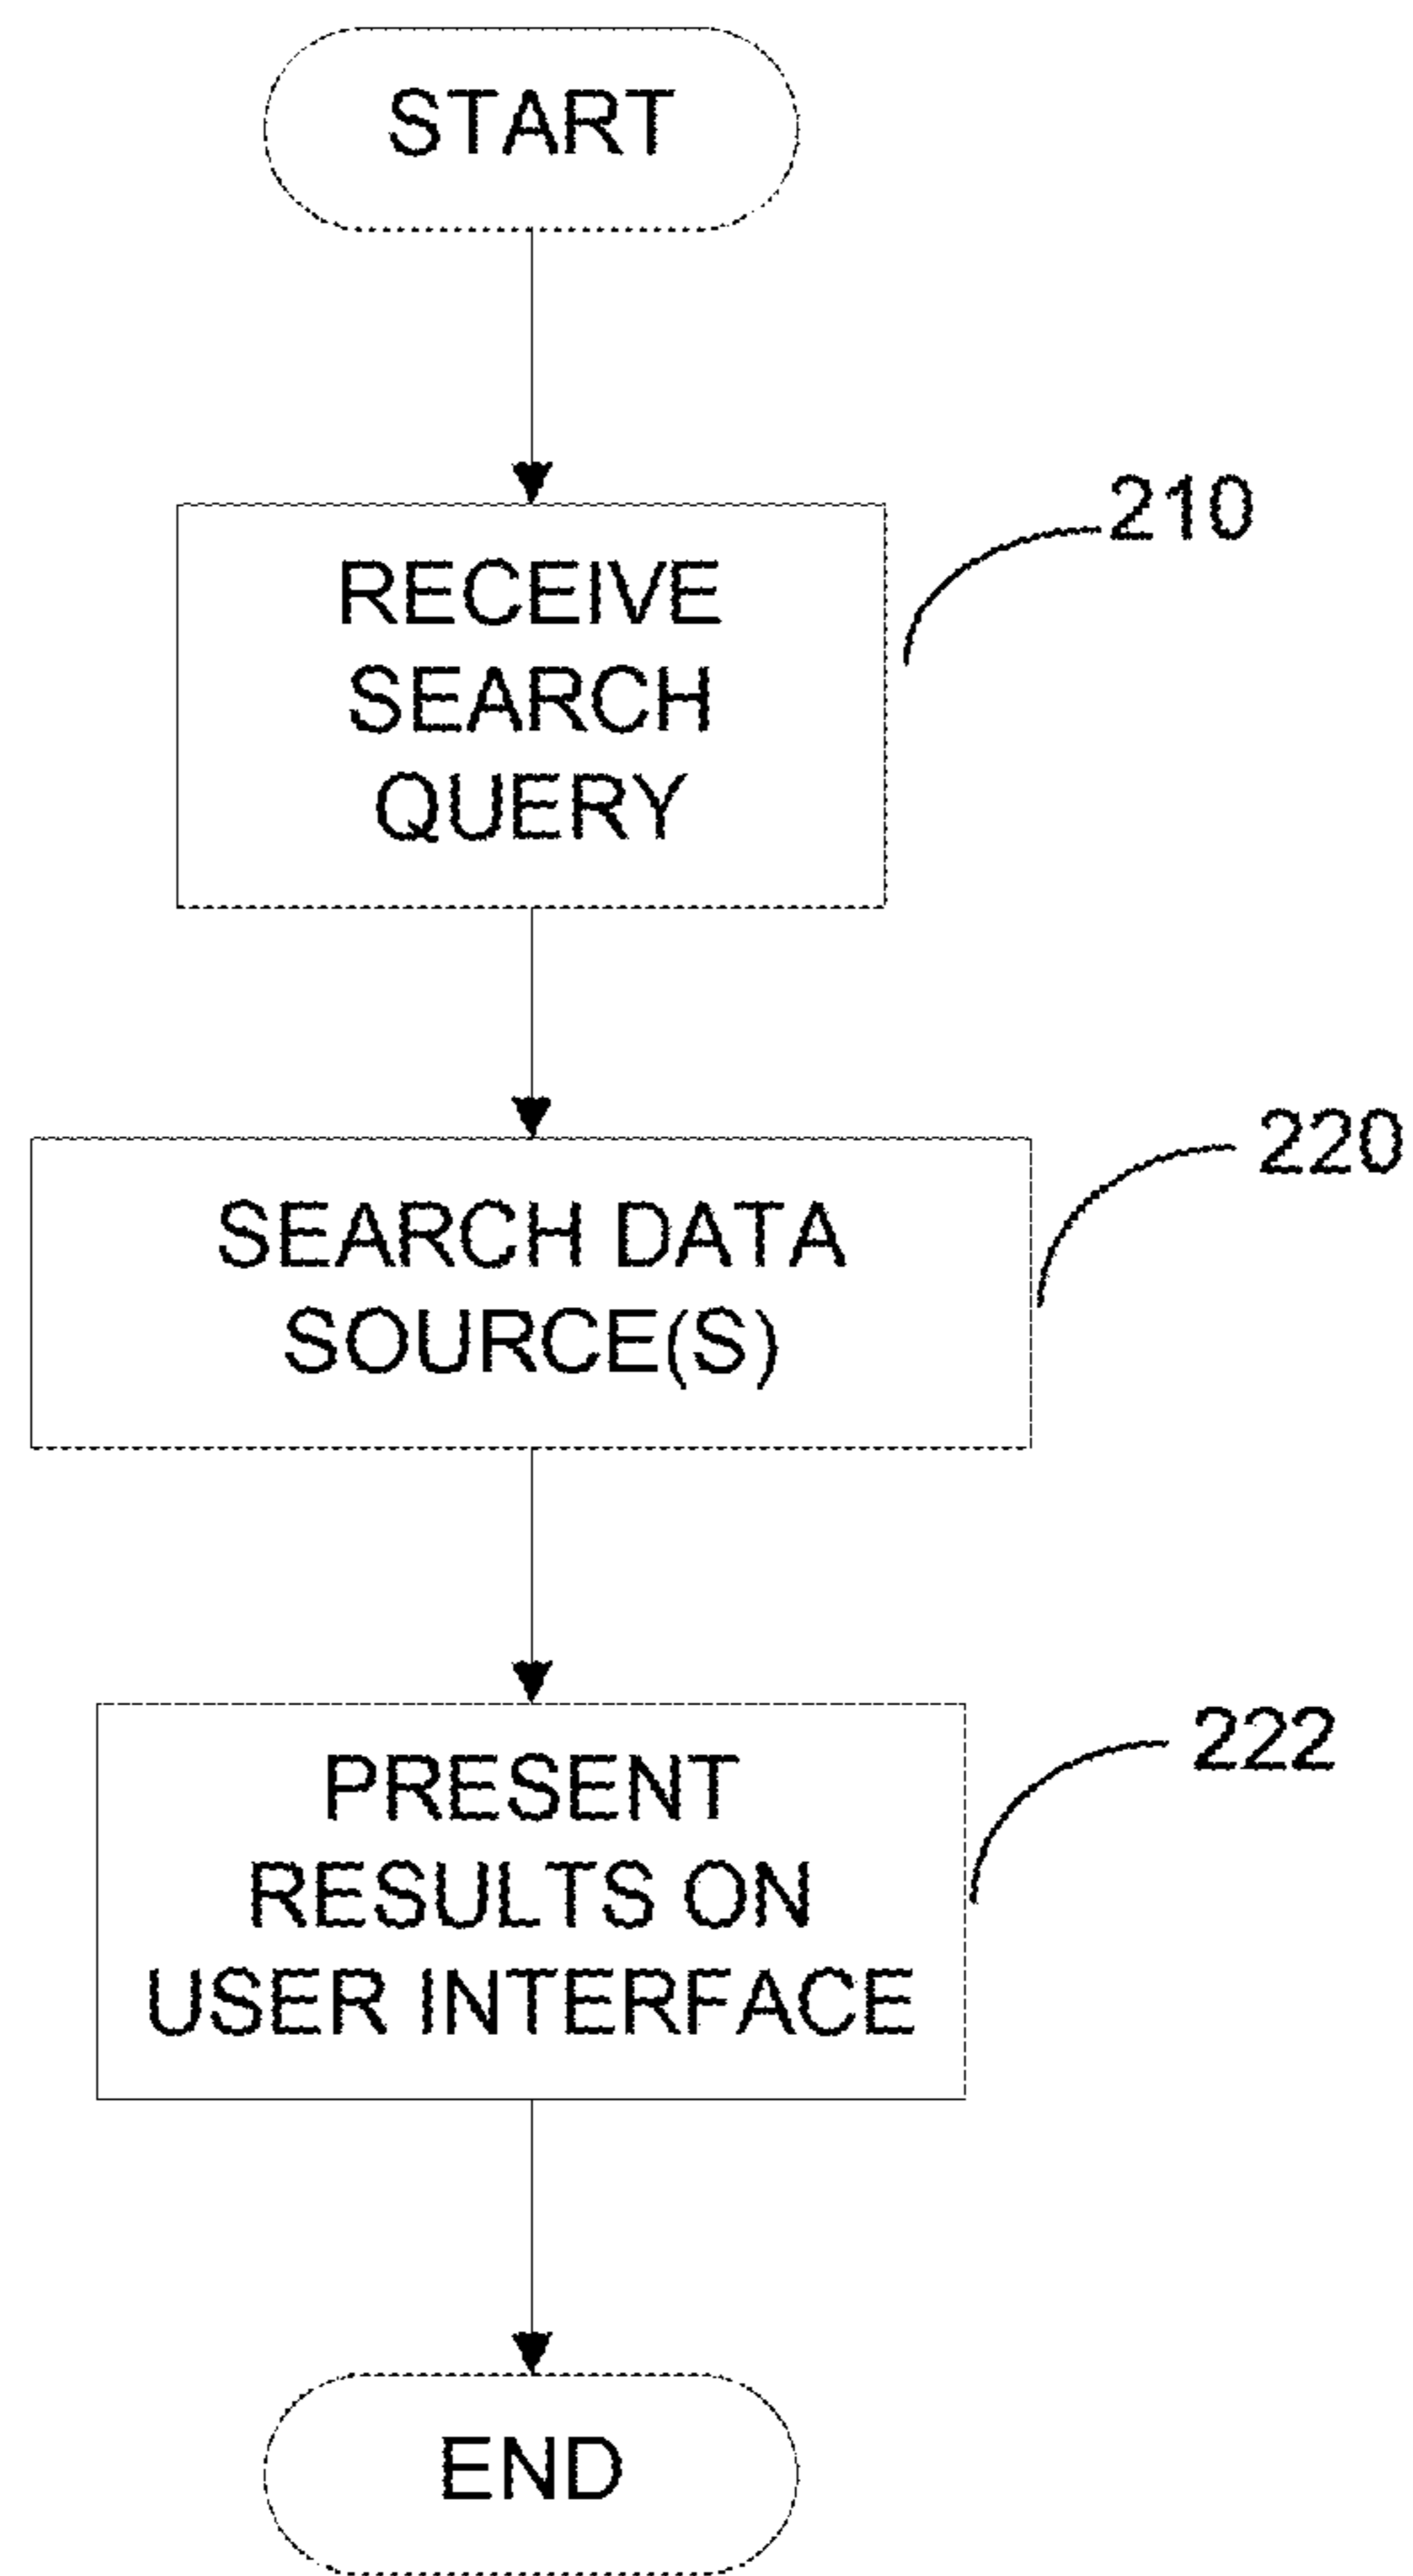 START
210
RECEIVE
SEARCH
QUERY
220
SEARCH DATA
SOURCE(S)
222
PRESENT
RESULTS ON
USER INTERFACE
END